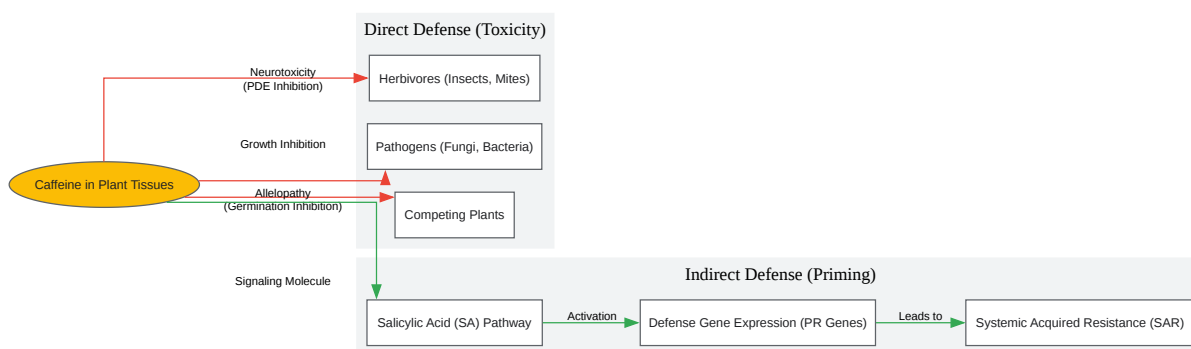 Direct Defense (Toxicity)
Neurotoxicity
(PDE Inhibition)
Herbivores (Insects, Mites)
Growth Inhibition
Pathogens (Fungi, Bacteria)
Caffeine in Plant Tissues
Allelopathy
(Germination Inhibition)
Competing Plants
Signaling Molecule
Indirect Defense (Priming)
Salicylic Acid (SA) Pathway
Activation
Defense Gene Expression (PR Genes)
Leads to
Systemic Acquired Resistance (SAR)